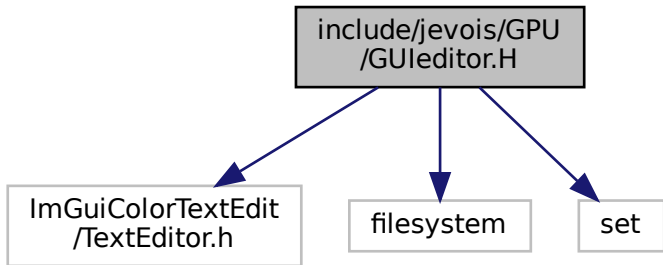 include/jevois/GPU
/GUIeditor.H
ImGuiColorTextEdit
/TextEditor.h
filesystem
set